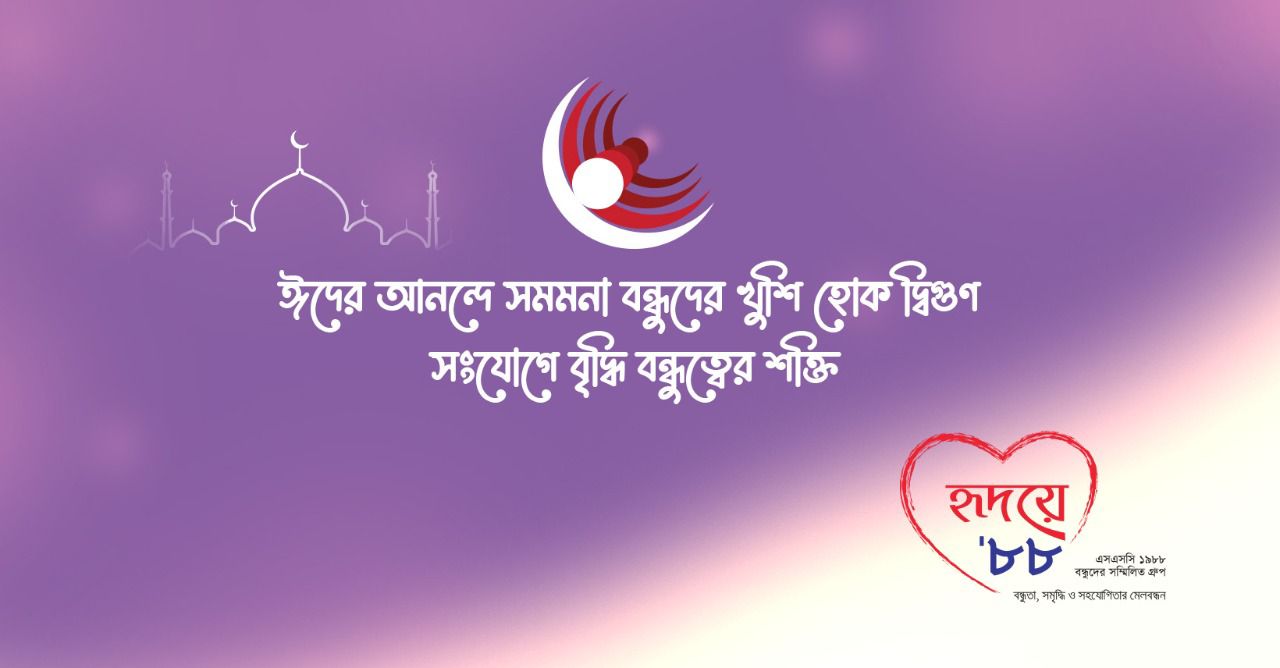 ঈদের আনন্দে সমমনা বন্ধুদের খুশি হোক দ্বিগুণ
সংযোগে বৃদ্ধি বন্ধুত্বের শক্তি
হৃদয়ে
'৮৮
এসএসসি ১৯৮৮
বন্ধুদের সম্মিলিত গ্রুপ
বন্ধুতা, সমৃদ্ধি ও সহযোগিতার মেলবন্ধন